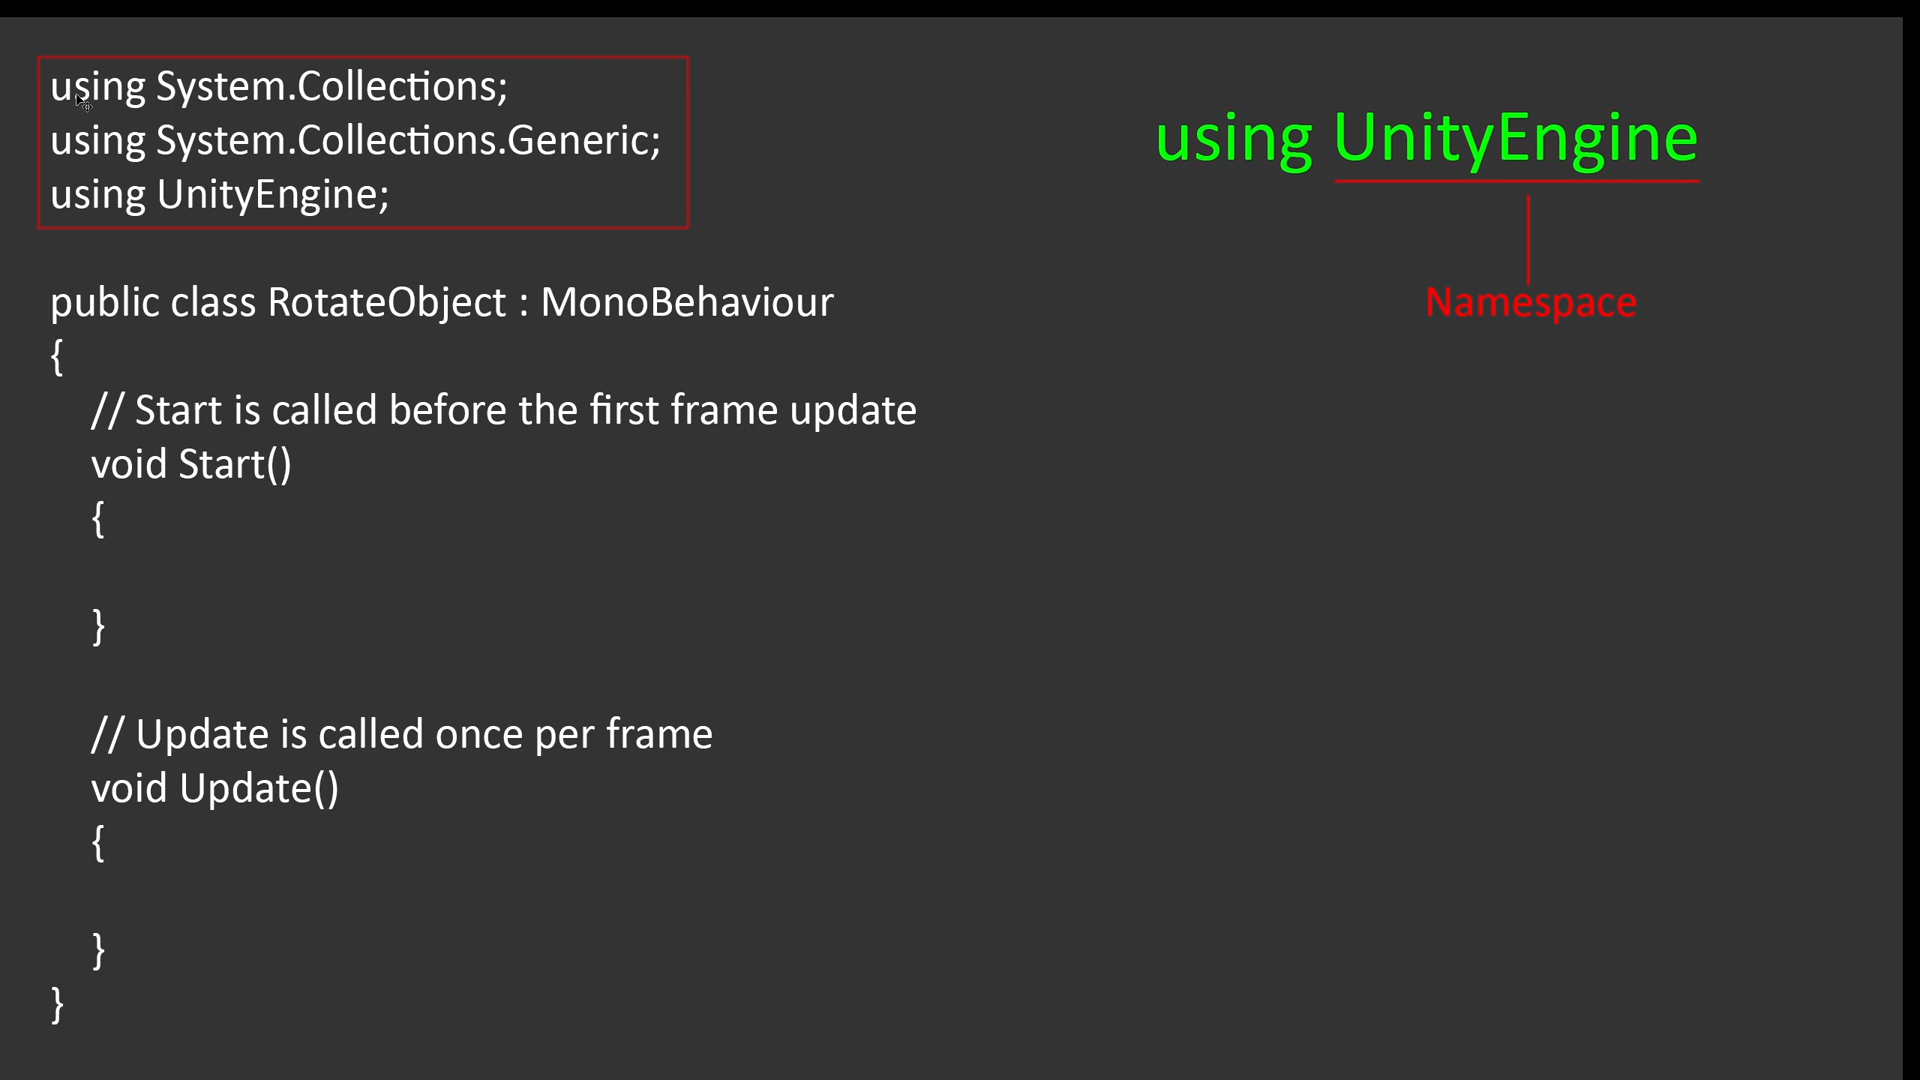 using System.Collections;
using System.Collections.Generic;
using UnityEngine;
public class RotateObject : MonoBehaviour
{
// Start is called before the first frame update
void Start()
{
}
// Update is called once per frame
void Update()
{
}
}
using UnityEngine
Namespace